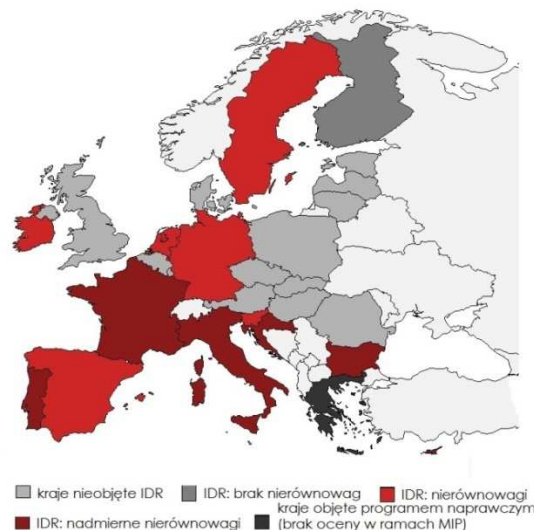 kraje nieobjęte IDR
IDR: brak nierównowag
IDR: nierównowagi
IDR: nadmierne nierównowagi
kraje objęte programem naprawczym
(brak oceny w ramach MIP)